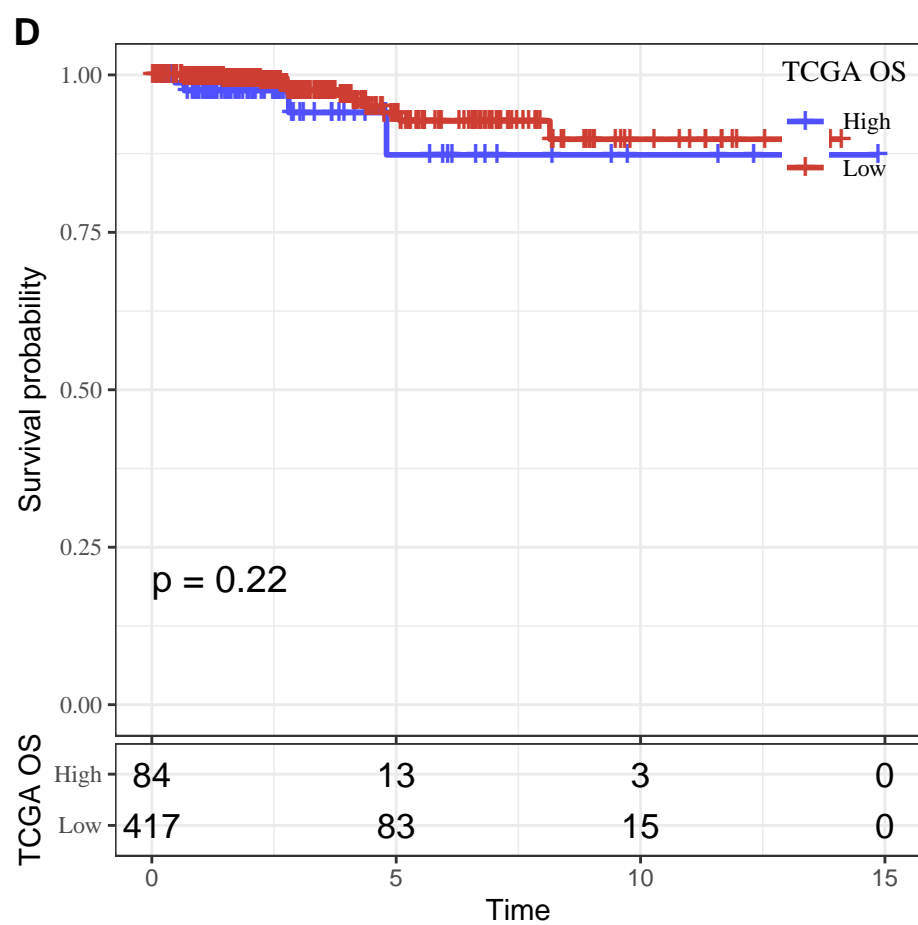 D
TCGA OS
High
Low
Survival probability
1.00
0.75
0.50
0.25
0.00
p = 0.22
TCGA OS
High 84 13 3 0
Low 417 83 15 0
0 5 10 15
Time